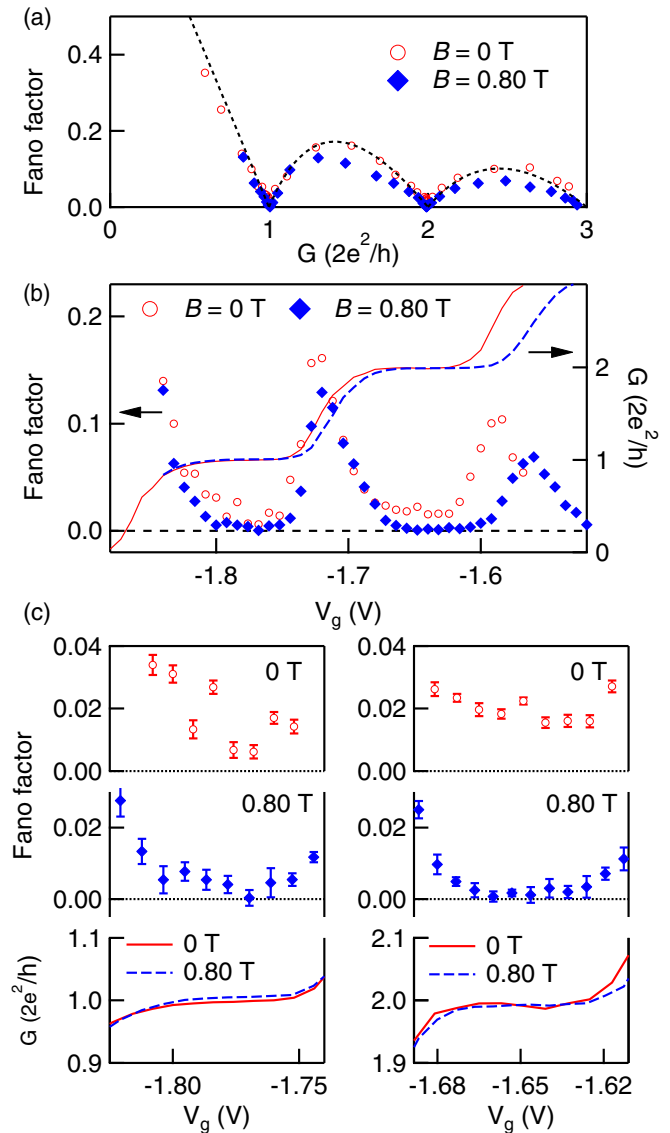 (a)
0.4
0.2
0.0
Fano factor
B = 0 T
B = 0.80 T
0 1 2 3
G (2e²/h)
(b)
B = 0 T B = 0.80 T
0.2
0.1
0.0
Fano factor
2
1
0
G (2e²/h)
-1.8 -1.7 -1.6
Vg (V)
(c)
0.04 0 T 0.04 0 T
0.02 0.02
0.00 0.00
0.80 T 0.80 T
0.02 0.02
0.00 0.00
Fano factor
1.1 0 T 2.1 0 T
0.80 T 0.80 T
1.0 2.0
0.9 1.9
G (2e²/h)
-1.80 -1.75 -1.68 -1.65 -1.62
Vg (V) Vg (V)